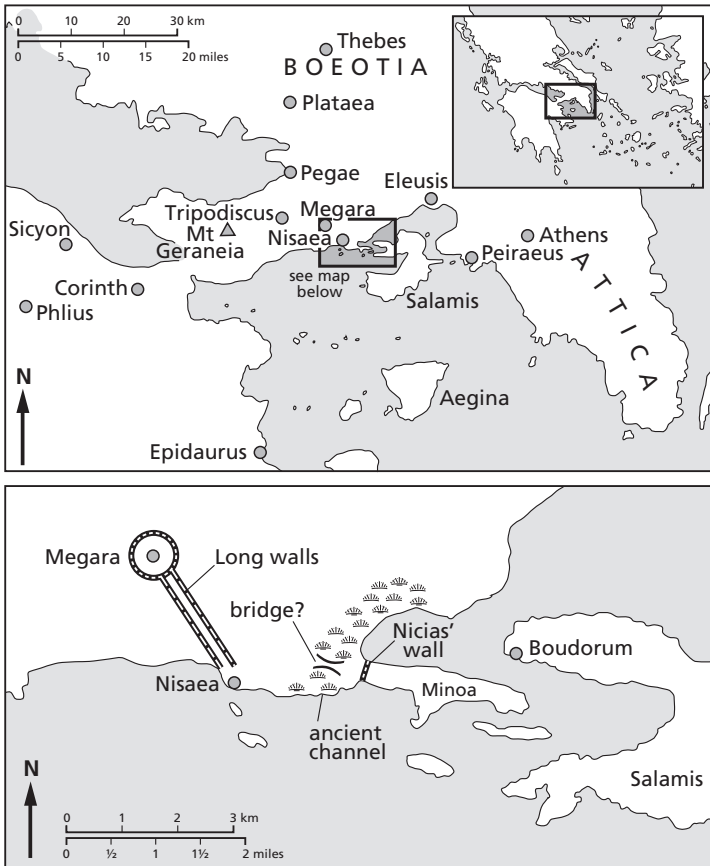 0 10 20 30 km
0 5 10 15 20 miles
Thebes
BOEOTIA
Plataea
Pegae
Eleusis
Tripodiscus
Megara
Mt
Geraneia
Nisaea
Sicyon
Athens
Peiraeus
see map
below
Salamis
Corinth
Phlius
ATTICA
N
Aegina
Epidaurus
Megara
Long walls
bridge?
Nicias'
wall
Boudorum
Nisaea
Minoa
ancient
channel
N
Salamis
0 1 2 3 km
0 ½ 1 1½ 2 miles